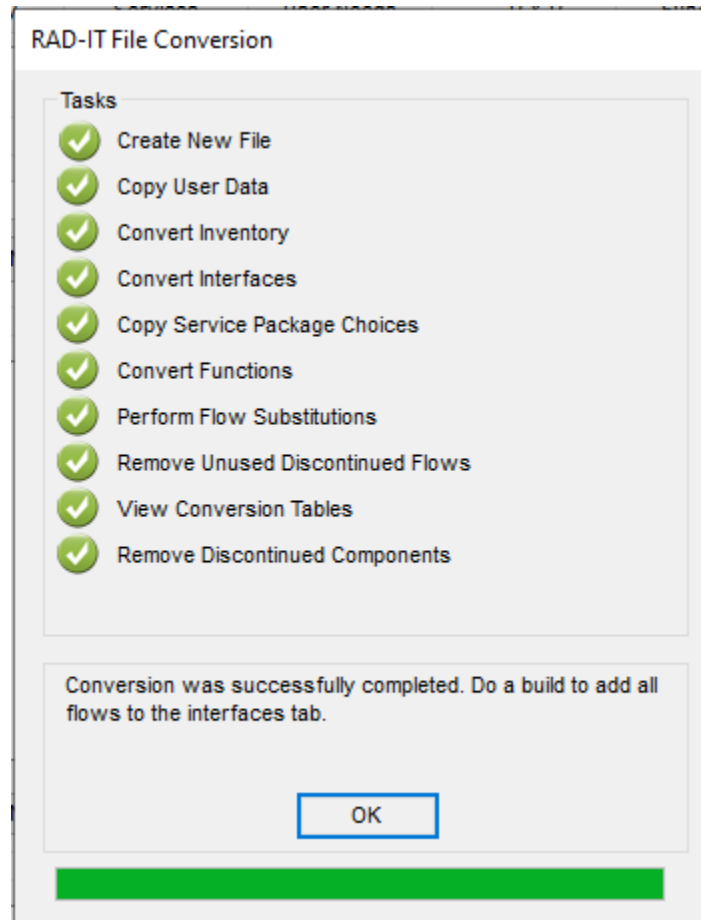 RAD-IT File Conversion
Tasks
Create New File
Copy User Data
Convert Inventory
Convert Interfaces
Copy Service Package Choices
Convert Functions
Perform Flow Substitutions
Remove Unused Discontinued Flows
View Conversion Tables
Remove Discontinued Components
Conversion was successfully completed. Do a build to add all
flows to the interfaces tab.
OK